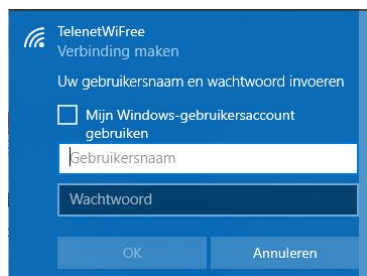 TelenetWiFree
Verbinding maken
Uw gebruikersnaam en wachtwoord invoeren
Mijn Windows-gebruikersaccount
gebruiken
Gebruikersnaam
Wachtwoord
OK Annuleren